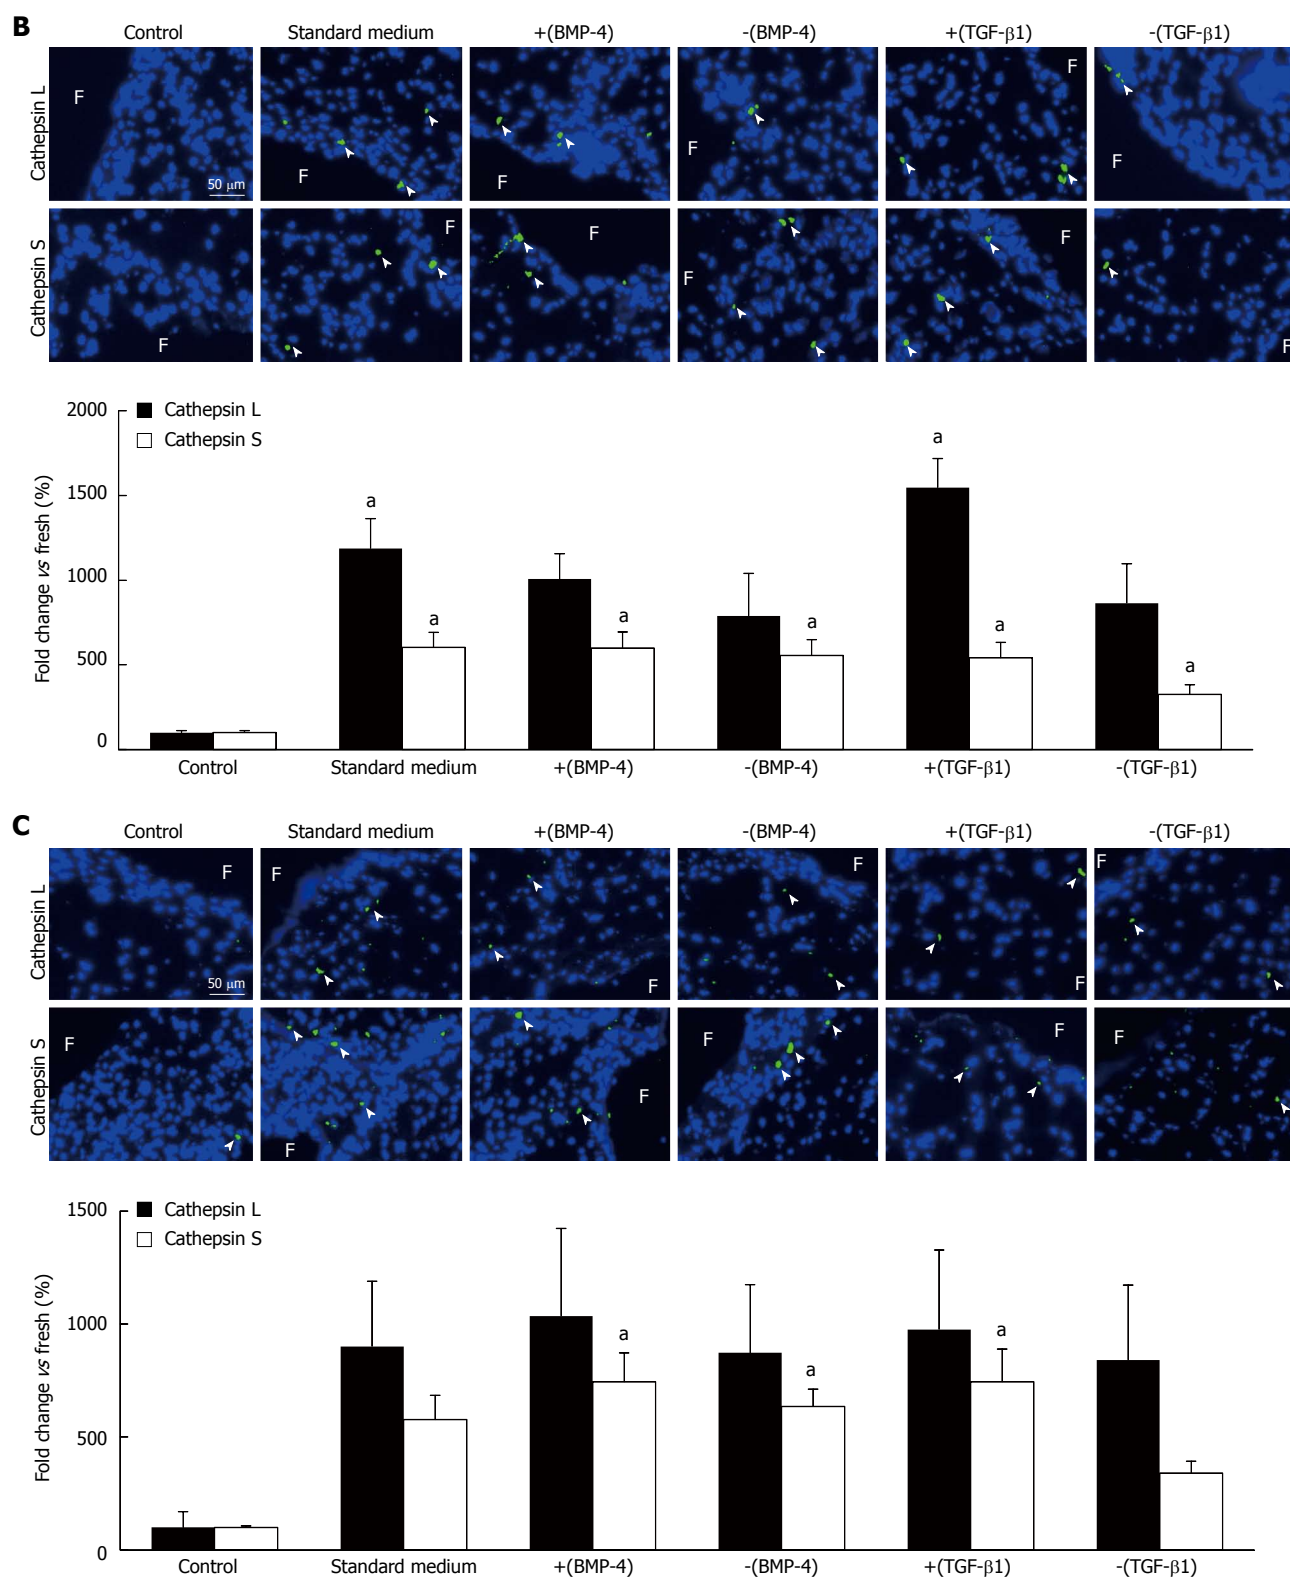 B
Control
Standard medium
+(BMP-4)
-(BMP-4)
+(TGF-β1)
-(TGF-β1)
Cathepsin L
F
50 μm
F
F
F
F
F
Cathepsin S
F
F
F
F
F
F
2000
1500
1000
500
0
Fold change vs fresh (%)
Cathepsin L
Cathepsin S
a
a
a
a
a
a
a
Control
Standard medium
+(BMP-4)
-(BMP-4)
+(TGF-β1)
-(TGF-β1)
C
Control
Standard medium
+(BMP-4)
-(BMP-4)
+(TGF-β1)
-(TGF-β1)
Cathepsin L
F
50 μm
F
F
F
F
F
Cathepsin S
F
F
F
F
F
F
1500
1000
500
0
Fold change vs fresh (%)
Cathepsin L
Cathepsin S
a
a
a
Control
Standard medium
+(BMP-4)
-(BMP-4)
+(TGF-β1)
-(TGF-β1)